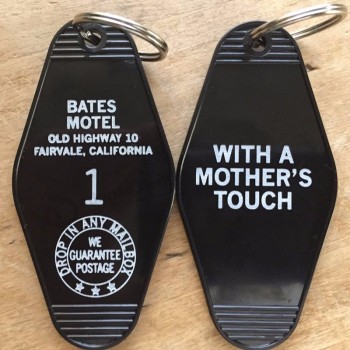 BATES
MOTEL
OLD HIGHWAY 10
FAIRVALE, CALIFORNIA
1
DROP IN ANY MAILBOX
WE
GUARANTEE
POSTAGE
WITH A
MOTHER'S
TOUCH